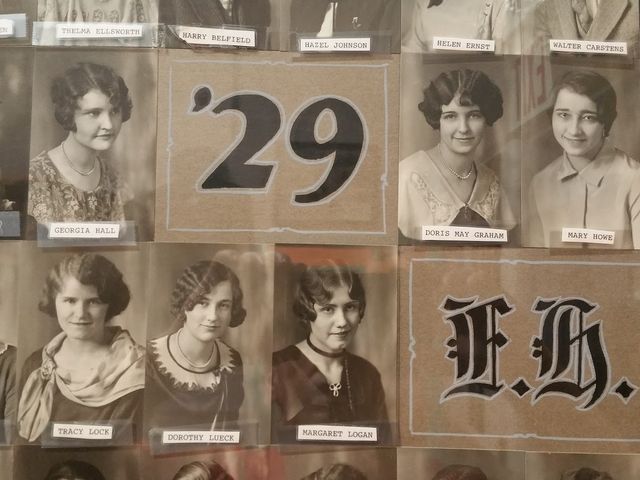 THELMA ELLSWORTH
HARRY BELFIELD
HAZEL JOHNSON
HELEN ERNST
WALTER CARSTENS
'29
GEORGIA HALL
DORIS MAY GRAHAM
MARY HOWE
E.H.
TRACY LOCK
DOROTHY LUECK
MARGARET LOGAN